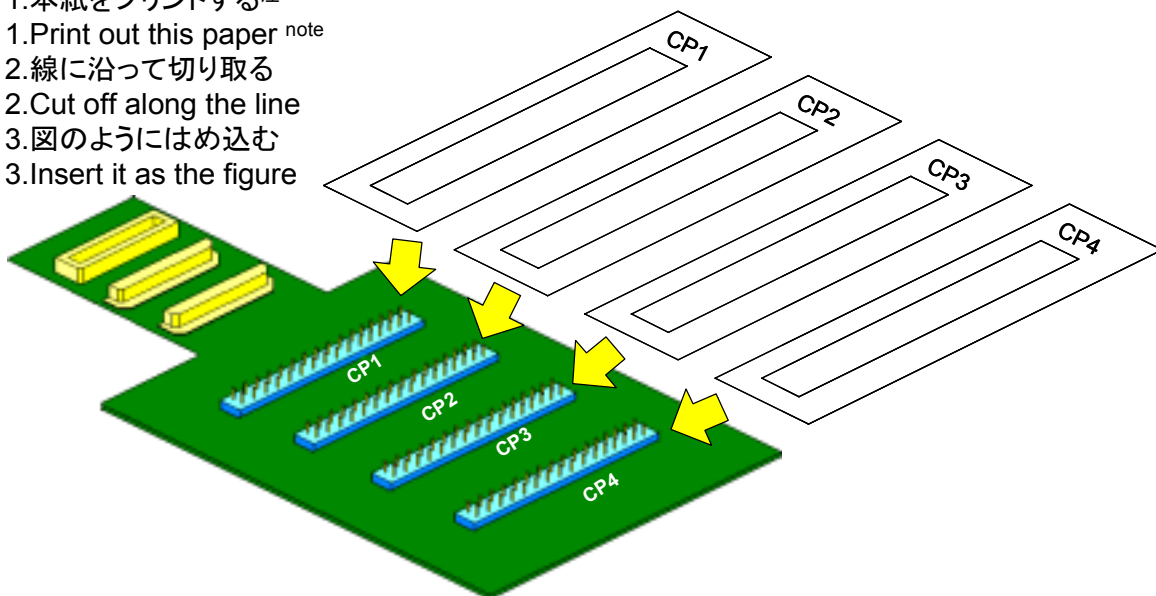 1.本紙をプリントする
1.Print out this paper note
2.線に沿って切り取る
2.Cut off along the line
3.図のようにはめ込む
3.Insert it as the figure
CP1
CP2
CP3
CP4
CP1
CP2
CP3
CP4